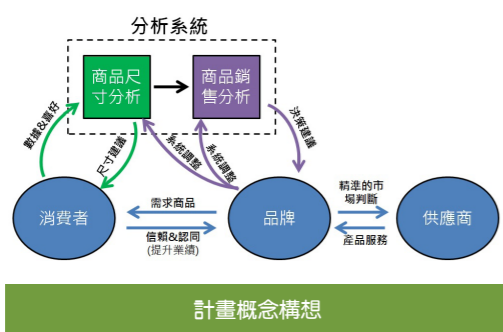 分析系統
商品尺
寸分析
商品銷
售分析
數據&喜好
尺寸建議
系統調整
系統調整
決策建議
消費者
需求商品
信賴&認同
(提升業績)
品牌
精準的市
場判斷
產品服務
供應商
計畫概念構想